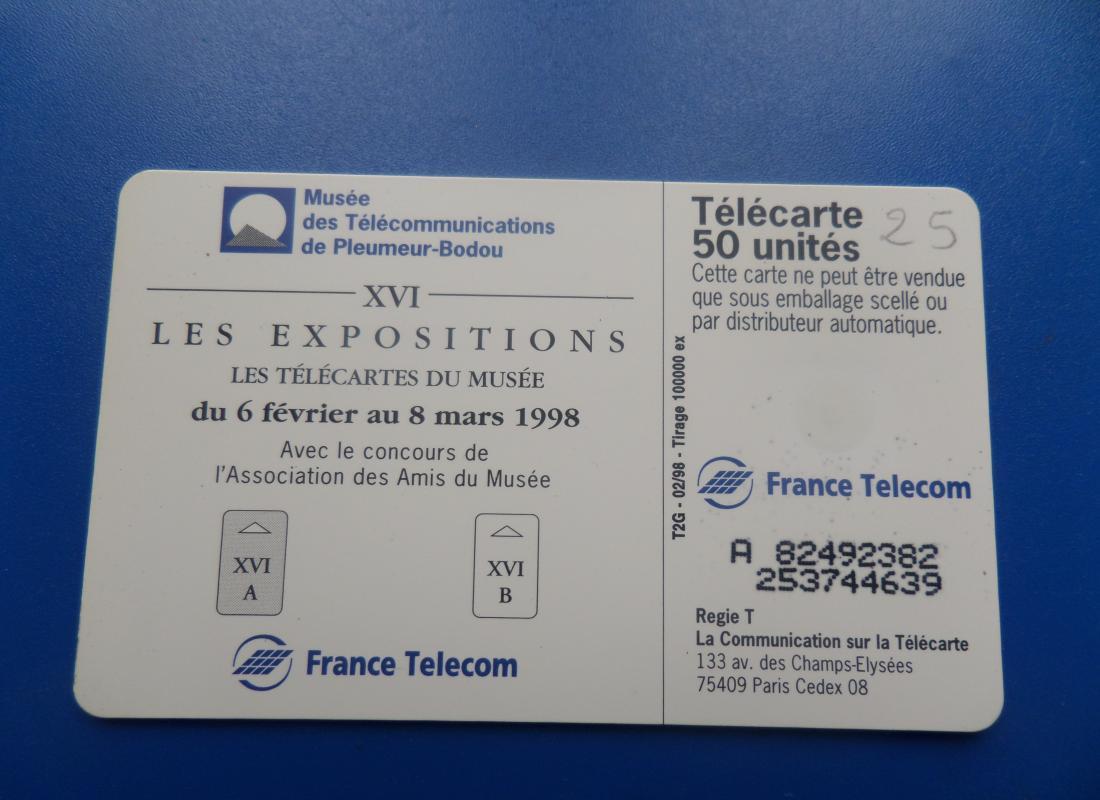 Musée
des Télécommunications
de Pleumeur-Bodou
XVI
LES EXPOSITIONS
LES TÉLÉCARTES DU MUSÉE
du 6 février au 8 mars 1998
Avec le concours de
l'Association des Amis du Musée
XVI
A
XVI
B
France Telecom
T2G - 02/98 - Tirage 100000 ex
Télécarte
50 unités
25
Cette carte ne peut être vendue
que sous emballage scellé ou
par distributeur automatique.
France Telecom
A 82492382
253744639
Regie T
La Communication sur la Télécarte
133 av. des Champs-Elysées
75409 Paris Cedex 08